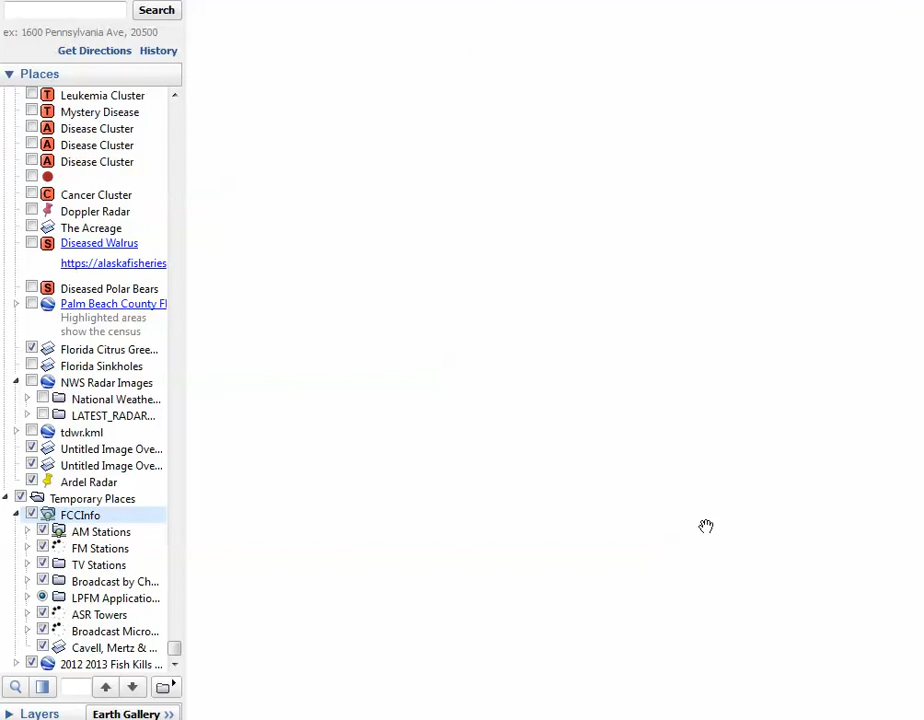 Search
ex: 1600 Pennsylvania Ave, 20500
Get Directions History
Places
T Leukemia Cluster
T Mystery Disease
A Disease Cluster
A Disease Cluster
A Disease Cluster
C Cancer Cluster
Doppler Radar
The Acreage
S Diseased Walrus
https://alaskafisheries
S Diseased Polar Bears
Palm Beach County Fl
Highlighted areas
show the census
Florida Citrus Gree...
Florida Sinkholes
NWS Radar Images
National Weathe...
LATEST_RADAR...
tdwr.kml
Untitled Image Ove...
Untitled Image Ove...
Ardel Radar
Temporary Places
FCCInfo
AM Stations
FM Stations
TV Stations
Broadcast by Ch...
LPFM Applicatio...
ASR Towers
Broadcast Micro...
Cavell, Mertz & ...
2012 2013 Fish Kills ...
Layers Earth Gallery >>